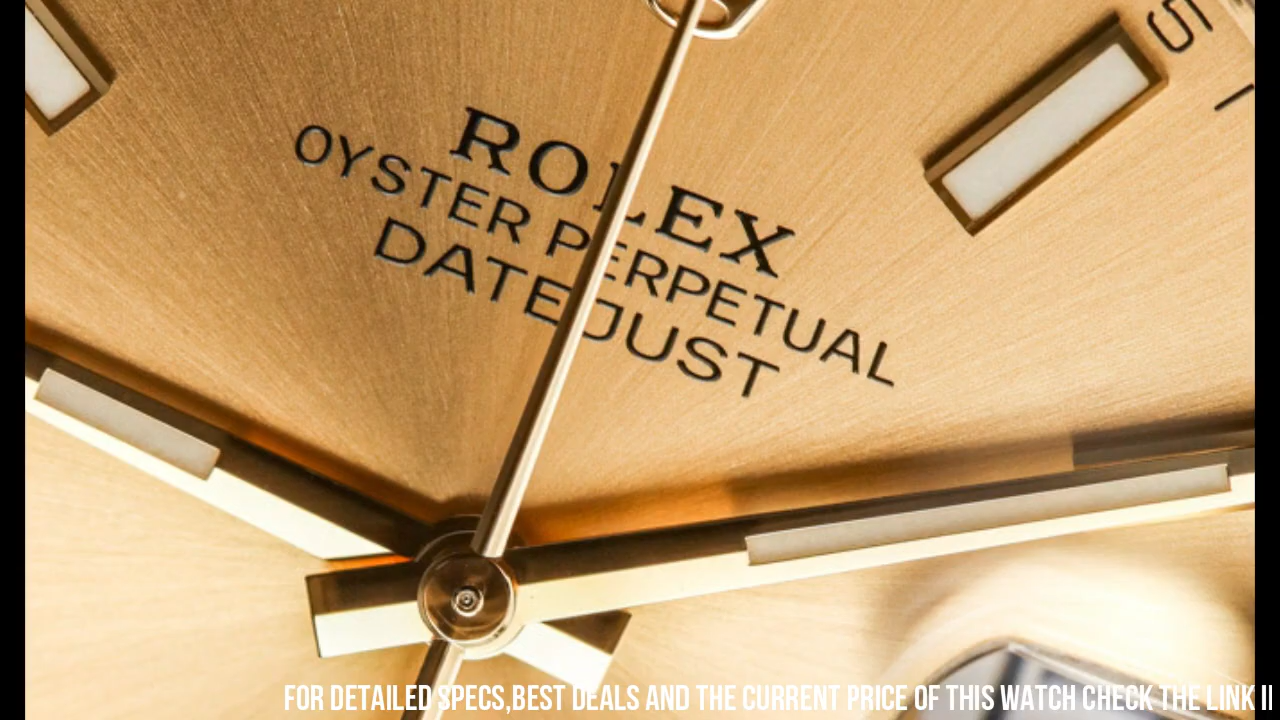 5
ROLEX
OYSTER PERPETUAL
DATEJUST
FOR DETAILED SPECS,BEST DEALS AND THE CURRENT PRICE OF THIS WATCH CHECK THE LINK